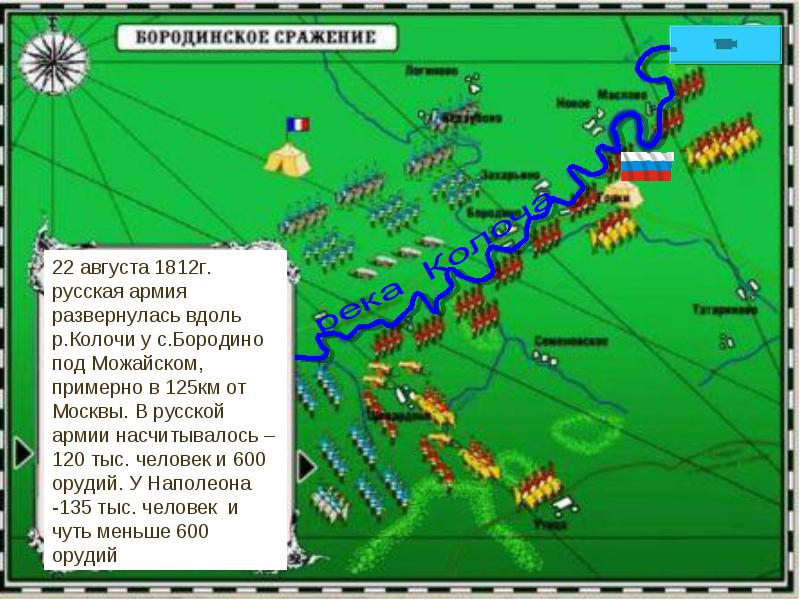 БОРОДИНСКОЕ СРАЖЕНИЕ
Логиново
Беззубово
Новое
Маслово
Захарьино
Бородино
Горки
река Колоча
Татариново
Семеновское
Шевардино
Утица
22 августа 1812г.
русская армия
развернулась вдоль
р.Колочи у с.Бородино
под Можайском,
примерно в 125км от
Москвы. В русской
армии насчитывалось –
120 тыс. человек и 600
орудий. У Наполеона
-135 тыс. человек и
чуть меньше 600
орудий